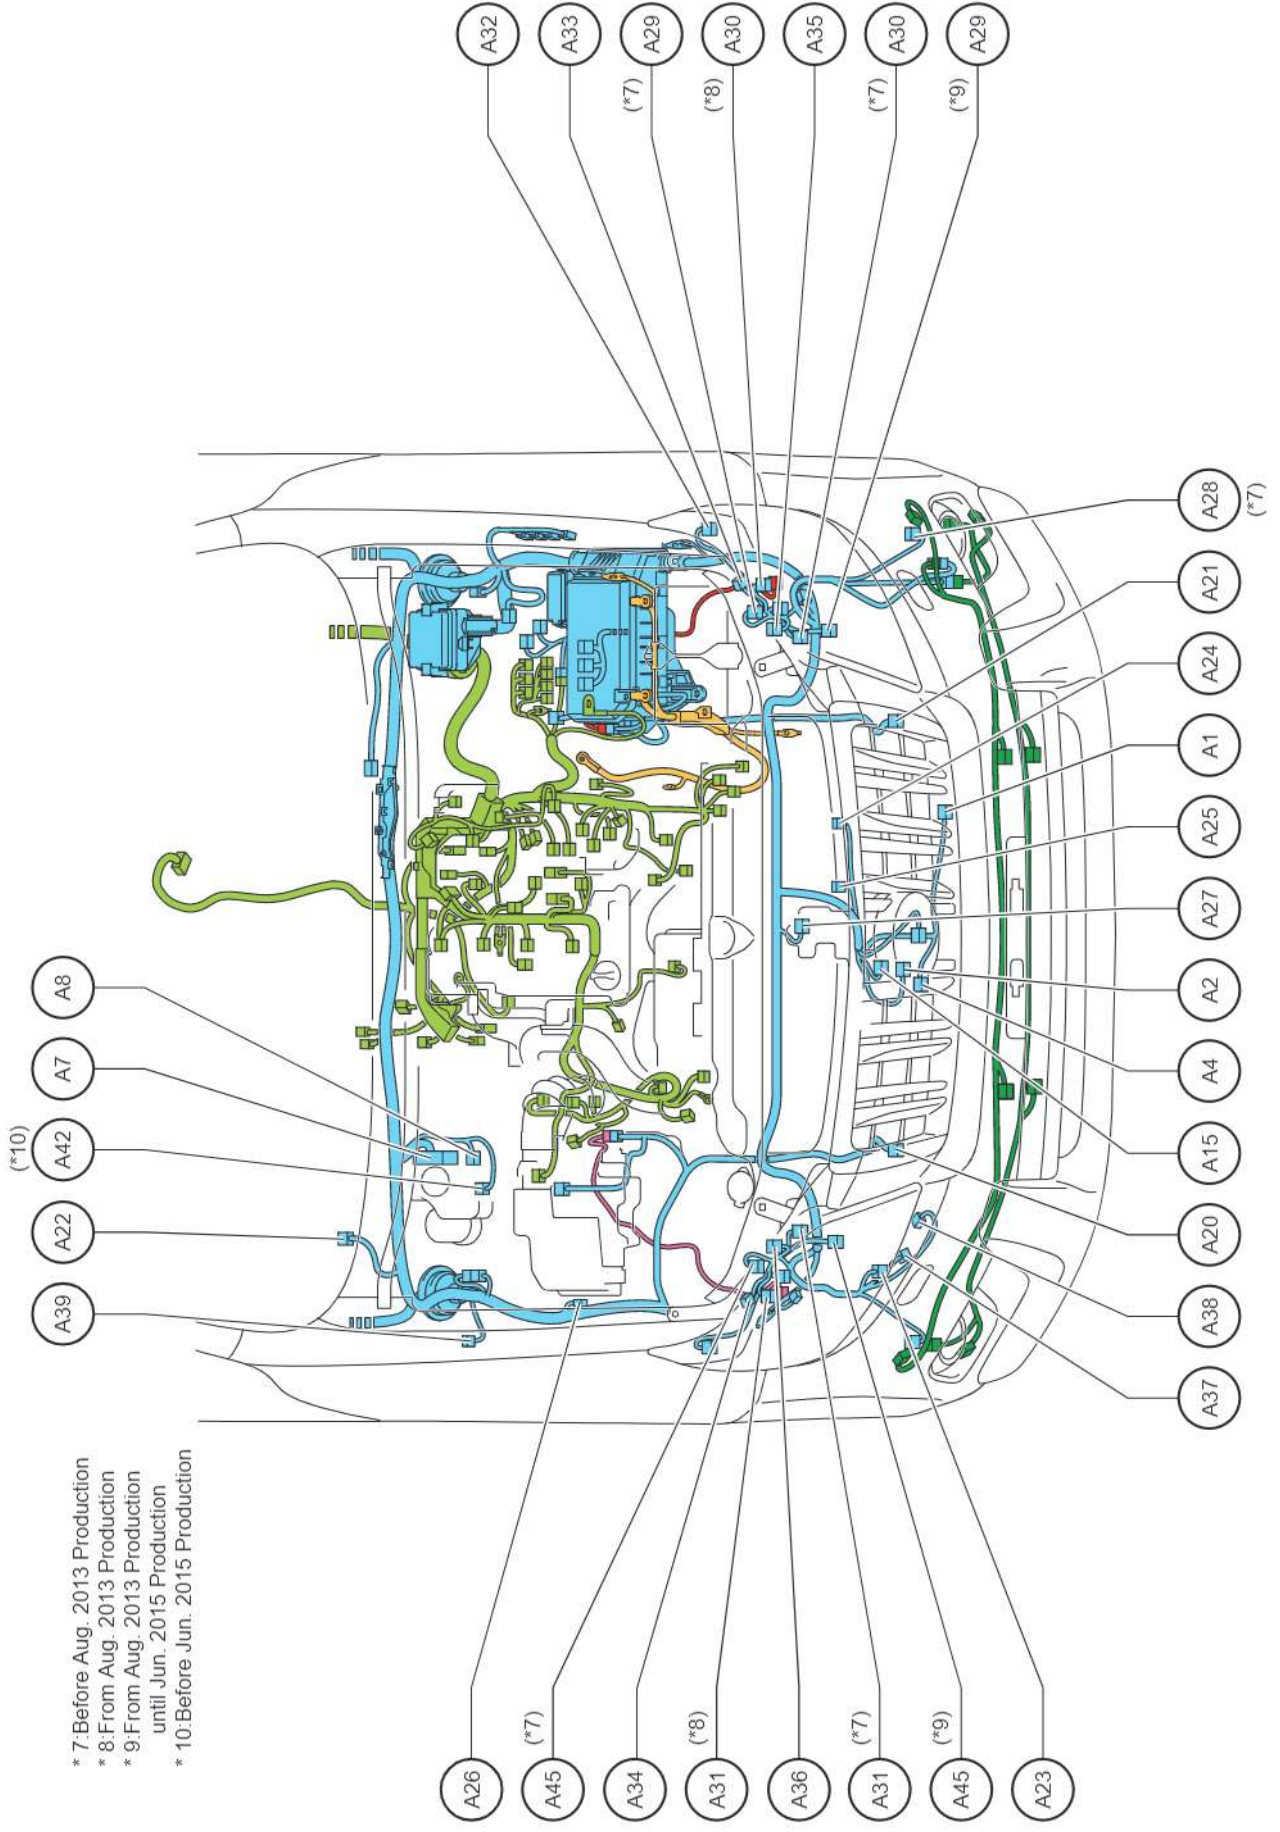 * 7:Before Aug. 2013 Production
* 8:From Aug. 2013 Production
* 9:From Aug. 2013 Production
until Jun. 2015 Production
* 10:Before Jun. 2015 Production
A39
A22
(*10)
A42
A7
A8
A26
(*7)
A45
A34
(*8)
A31
A36
(*7)
A31
(*9)
A45
A23
A32
A33
(*7)
A29
(*8)
A30
A35
(*7)
A30
(*9)
A29
A37
A38
A20
A15
A4
A2
A27
A25
A1
A24
A21
A28
(*7)